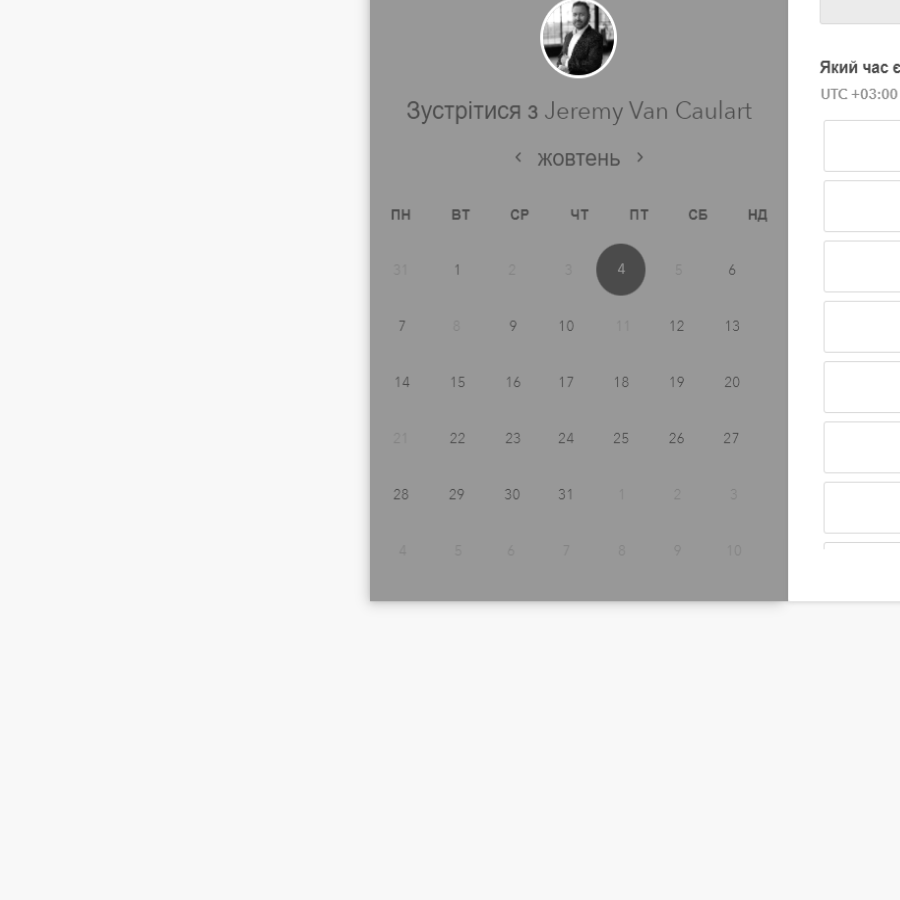 Зустрітися з Jeremy Van Caulart
жовтень
ПН ВТ СР ЧТ ПТ СБ НД
31 1 2 3 4 5 6
7 8 9 10 11 12 13
14 15 16 17 18 19 20
21 22 23 24 25 26 27
28 29 30 31 1 2 3
4 5 6 7 8 9 10
Який час є
UTC +03:00